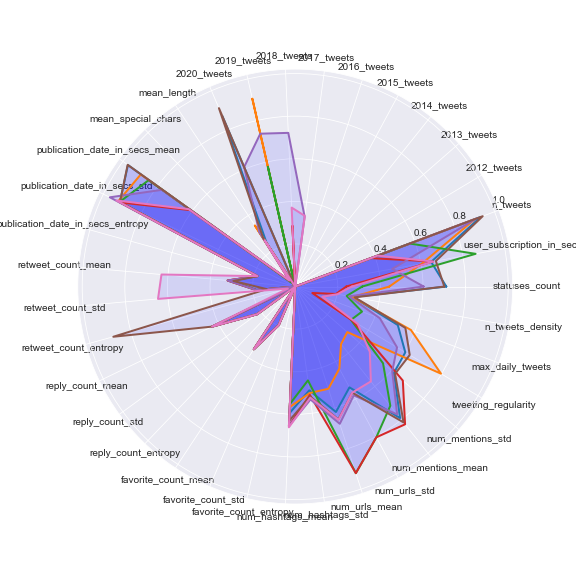 2018_tweets
2017_tweets
2019_tweets
2016_tweets
2020_tweets
2015_tweets
mean_length
2014_tweets
mean_special_chars
2013_tweets
publication_date_in_secs_mean
2012_tweets
publication_date_in_secs_std
1.0
n_tweets
0.8
publication_date_in_secs_entropy
0.6
user_subscription_in_sec
0.4
retweet_count_mean
0.2
statuses_count
retweet_count_std
n_tweets_density
retweet_count_entropy
max_daily_tweets
reply_count_mean
tweeting_regularity
reply_count_std
num_mentions_std
reply_count_entropy
num_mentions_mean
favorite_count_mean
num_urls_std
favorite_count_std
num_urls_mean
favorite_count_entropy
num_hashtags_std
num_hashtags_mean